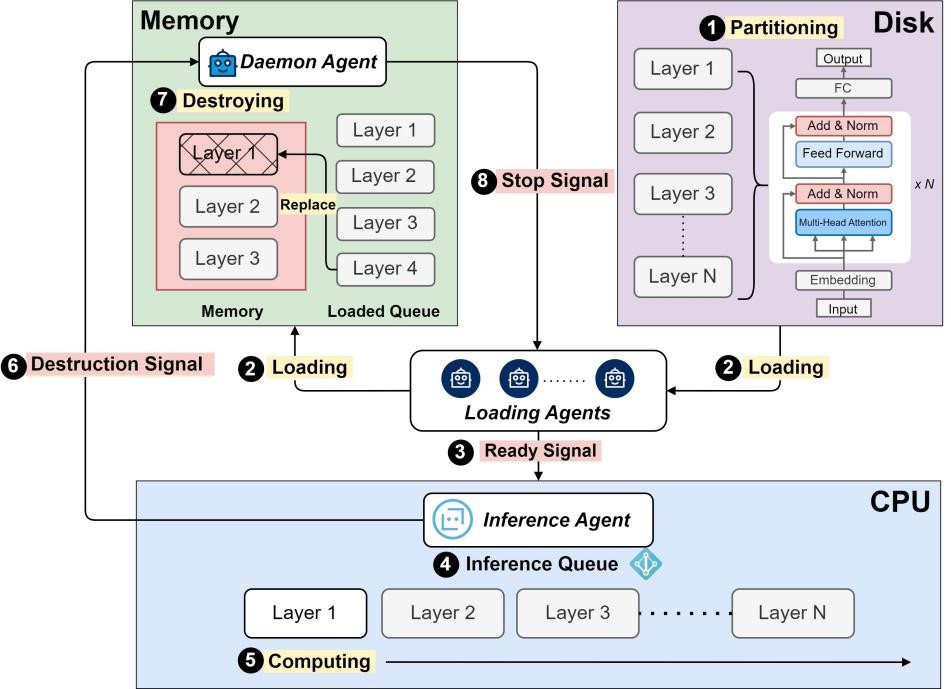 Memory
Daemon Agent
7 Destroying
Layer 1
Layer 2
Layer 3
Replace
Layer 1
Layer 2
Layer 3
Layer 4
Memory
Loaded Queue
8 Stop Signal
1 Partitioning
Disk
Layer 1
Layer 2
Layer 3
Layer N
Output
FC
Add & Norm
Feed Forward
Add & Norm
Multi-Head Attention
x N
Embedding
Input
6 Destruction Signal
2 Loading
2 Loading
Loading Agents
3 Ready Signal
CPU
Inference Agent
4 Inference Queue
Layer 1
Layer 2
Layer 3
Layer N
5 Computing